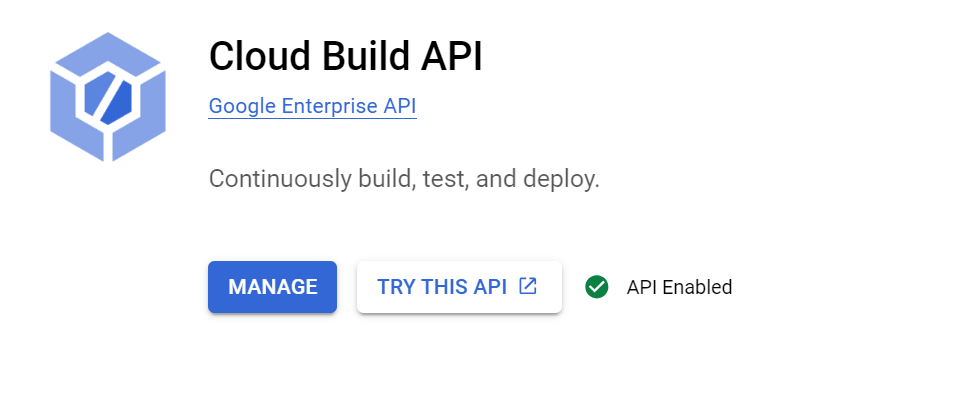 Cloud Build API
Google Enterprise API
Continuously build, test, and deploy.
MANAGE
TRY THIS API
API Enabled